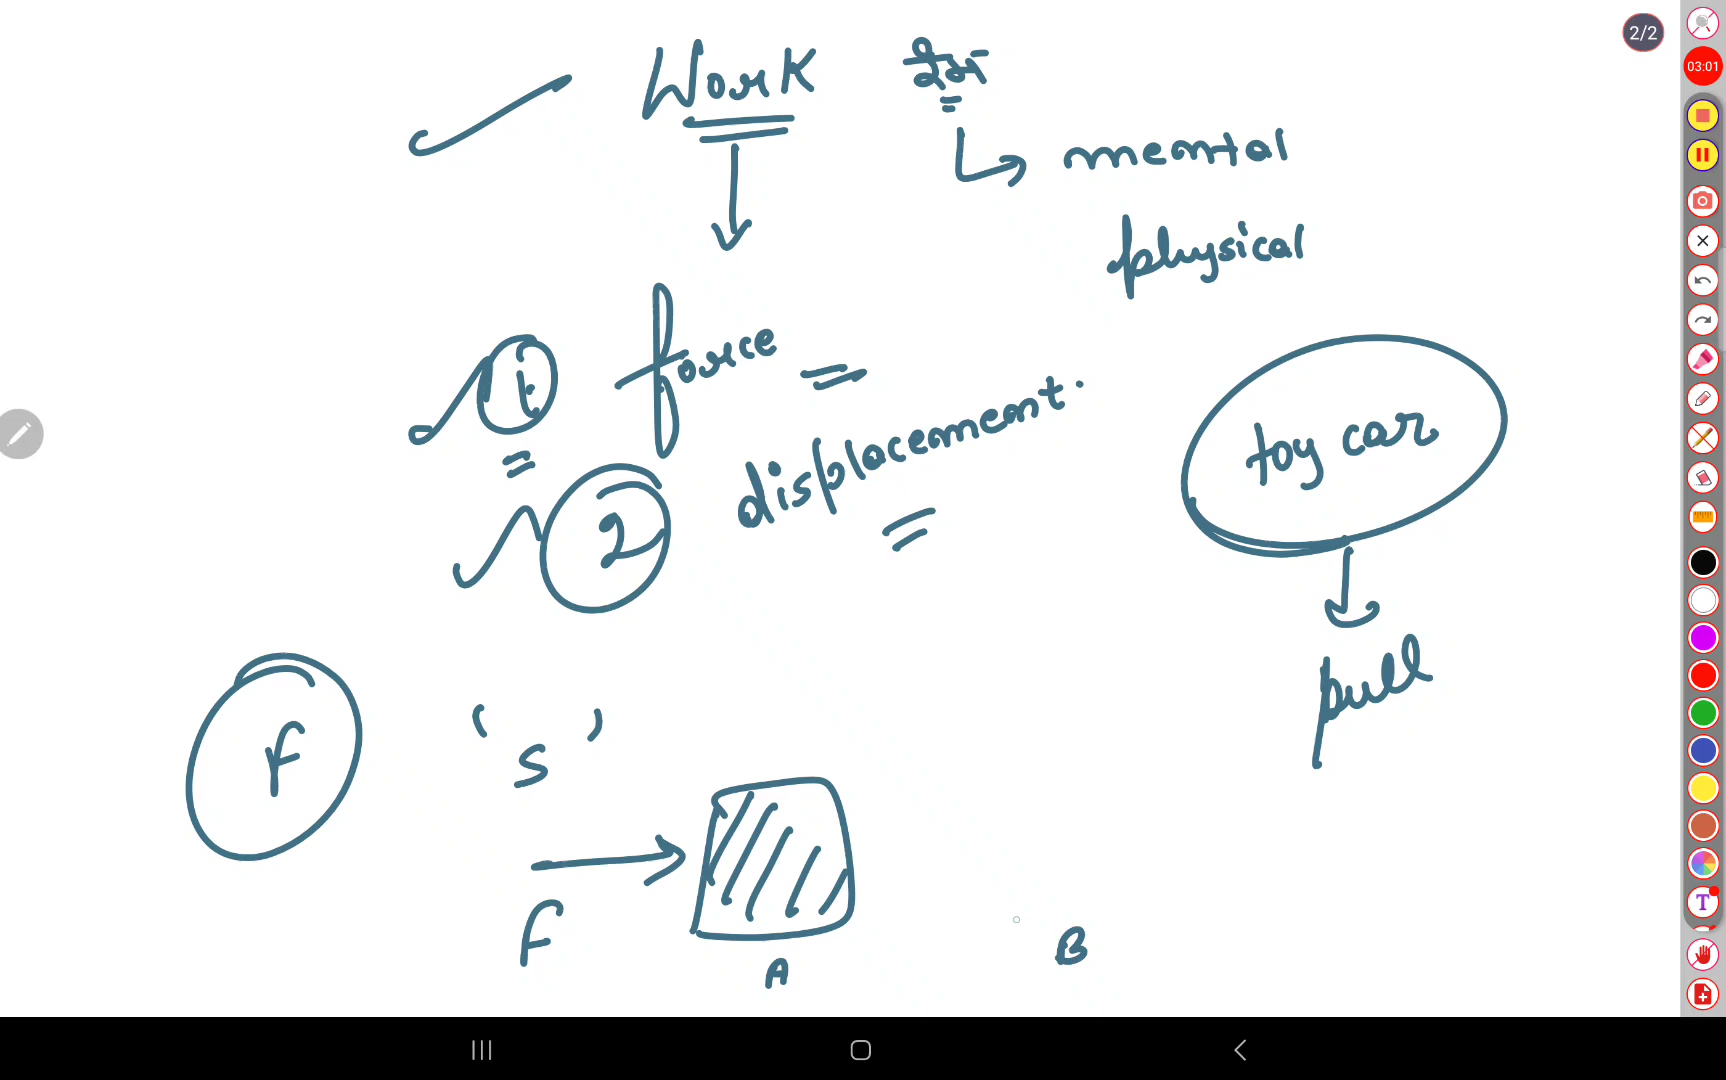 Work
mental
physical
1 force
displacement.
2
toy car
pull
F
's'
F
A
B
2/2
03:01
T